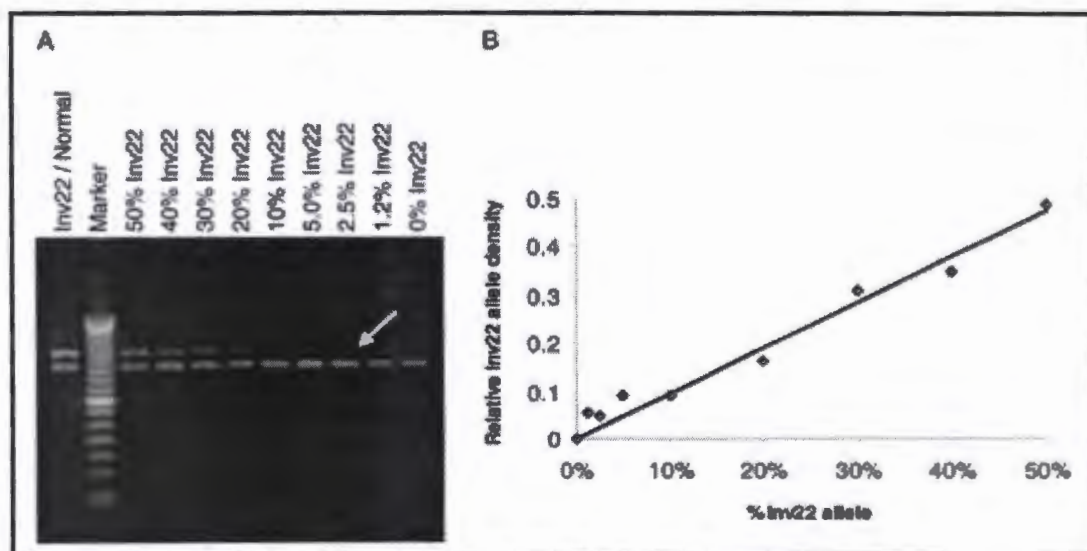 A
Inv22 / Normal
Marker
50% Inv22
40% Inv22
30% Inv22
20% Inv22
10% Inv22
5.0% Inv22
2.5% Inv22
1.2% Inv22
0% Inv22
B
Relative Inv22 allele density
0.5
0.4
0.3
0.2
0.1
0
0%
10%
20%
30%
40%
50%
% Inv22 allele